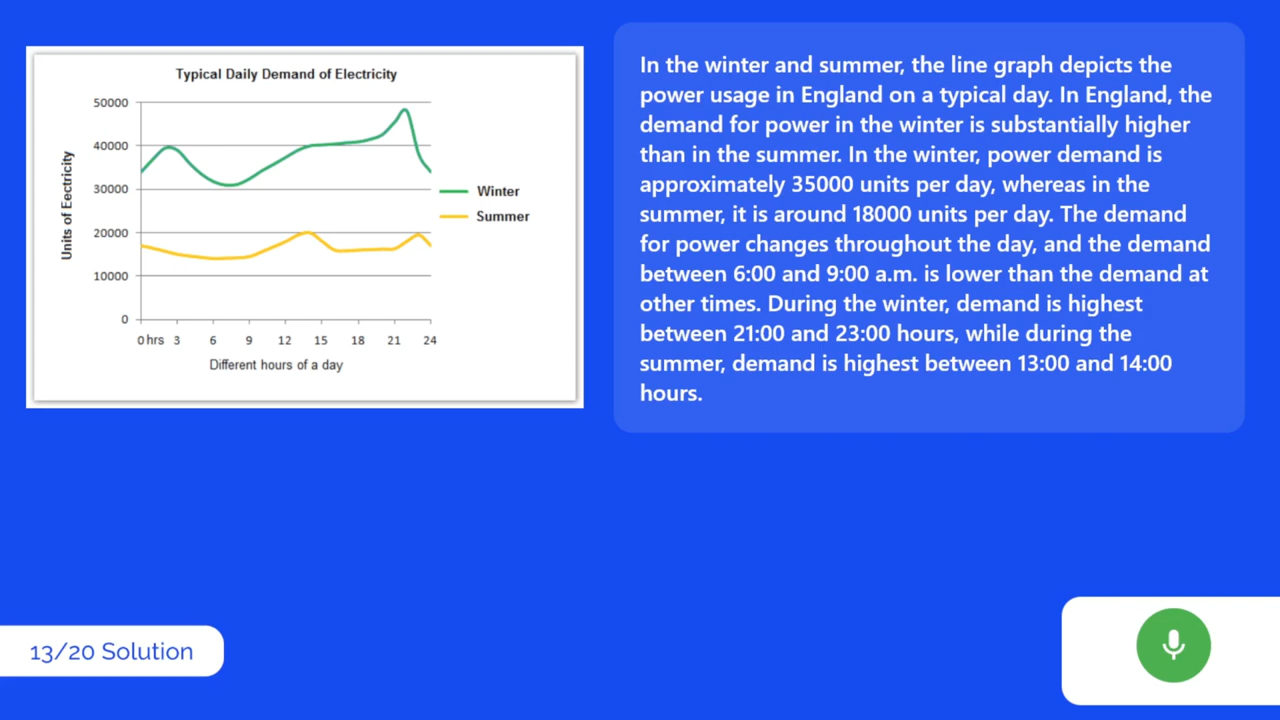 Typical Daily Demand of Electricity
50000
40000
30000
20000
10000
0
Units of Eectricity
0 hrs 3 6 9 12 15 18 21 24
Different hours of a day
Winter
Summer
In the winter and summer, the line graph depicts the
power usage in England on a typical day. In England, the
demand for power in the winter is substantially higher
than in the summer. In the winter, power demand is
approximately 35000 units per day, whereas in the
summer, it is around 18000 units per day. The demand
for power changes throughout the day, and the demand
between 6:00 and 9:00 a.m. is lower than the demand at
other times. During the winter, demand is highest
between 21:00 and 23:00 hours, while during the
summer, demand is highest between 13:00 and 14:00
hours.
13/20 Solution